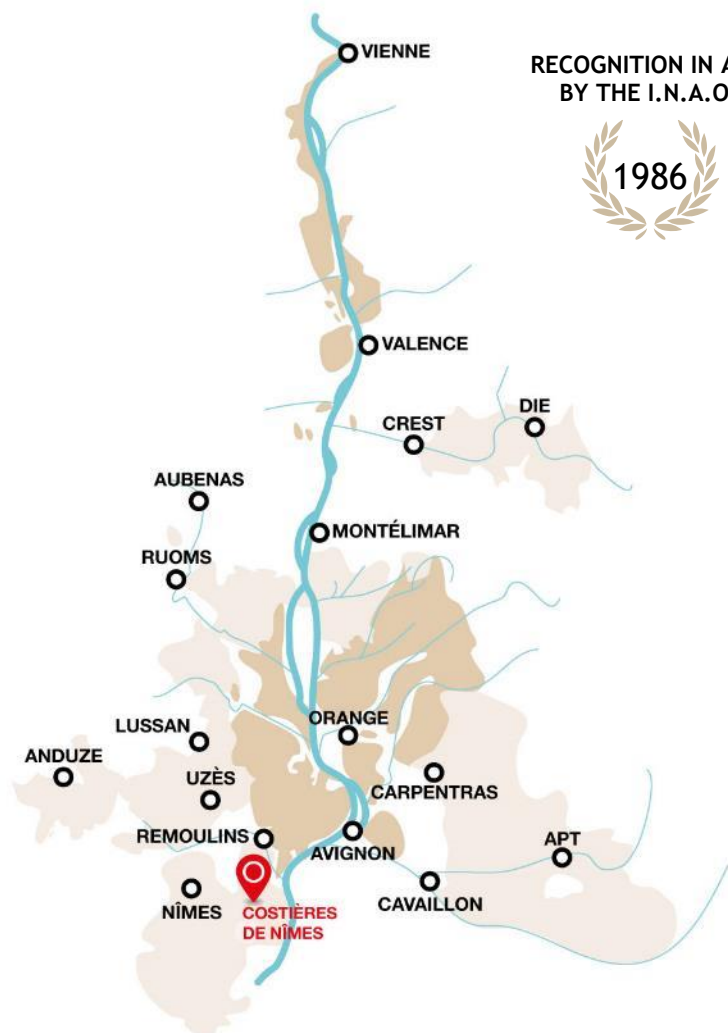 VIENNE
RECOGNITION IN A
BY THE I.N.A.O
1986
VALENCE
CREST
DIE
AUBENAS
MONTÉLIMAR
RUOMS
ORANGE
LUSSAN
ANDUZE
UZÈS
CARPENTRAS
REMOULINS
AVIGNON
APT
NÎMES
CAVAILLON
COSTIÈRES
DE NÎMES